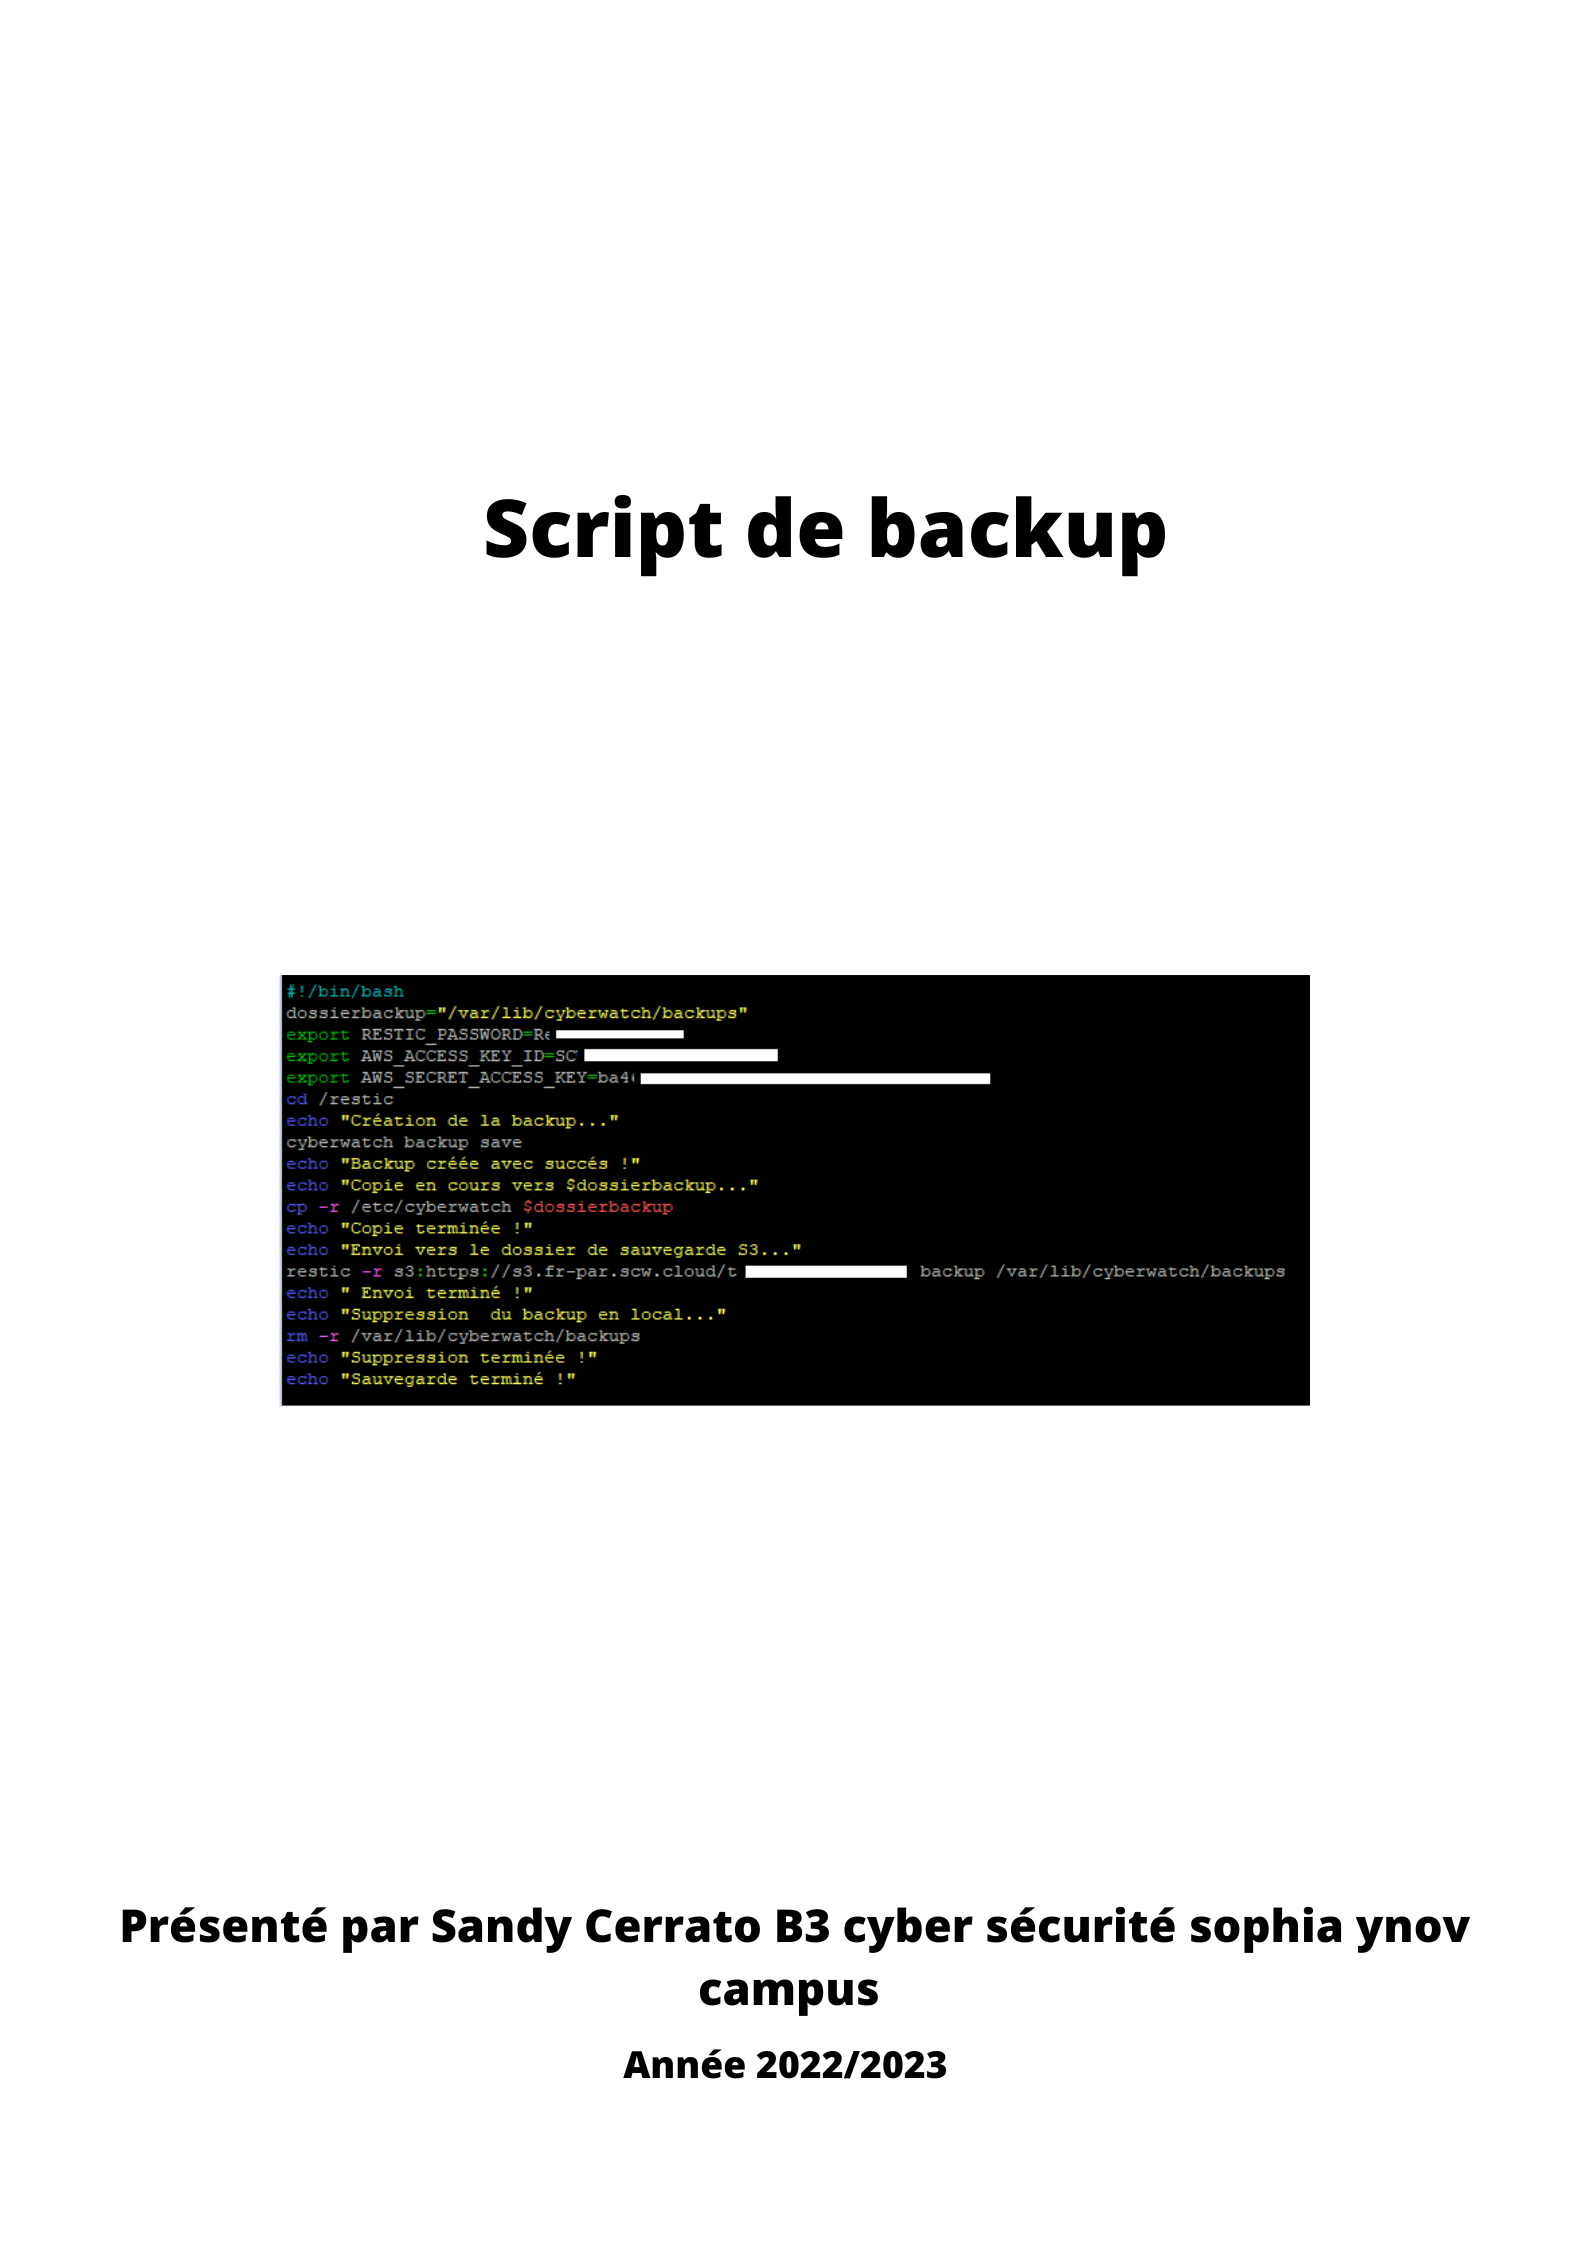 Script de backup
#!/bin/bash
dossierbackup="/var/lib/cyberwatch/backups"
export RESTIC_PASSWORD=Re
export AWS_ACCESS_KEY_ID=SC
export AWS_SECRET_ACCESS_KEY=ba4
cd /restic
echo "Création de la backup..."
cyberwatch backup save
echo "Backup créée avec succés !"
echo "Copie en cours vers $dossierbackup..."
cp -r /etc/cyberwatch $dossierbackup
echo "Copie terminée !"
echo "Envoi vers le dossier de sauvegarde S3..."
restic -r s3:https://s3.fr-par.scw.cloud/t backup /var/lib/cyberwatch/backups
echo " Envoi terminé !"
echo "Suppression  du backup en local..."
rm -r /var/lib/cyberwatch/backups
echo "Suppression terminée !"
echo "Sauvegarde terminé !"
Présenté par Sandy Cerrato B3 cyber sécurité sophia ynov
campus
Année 2022/2023